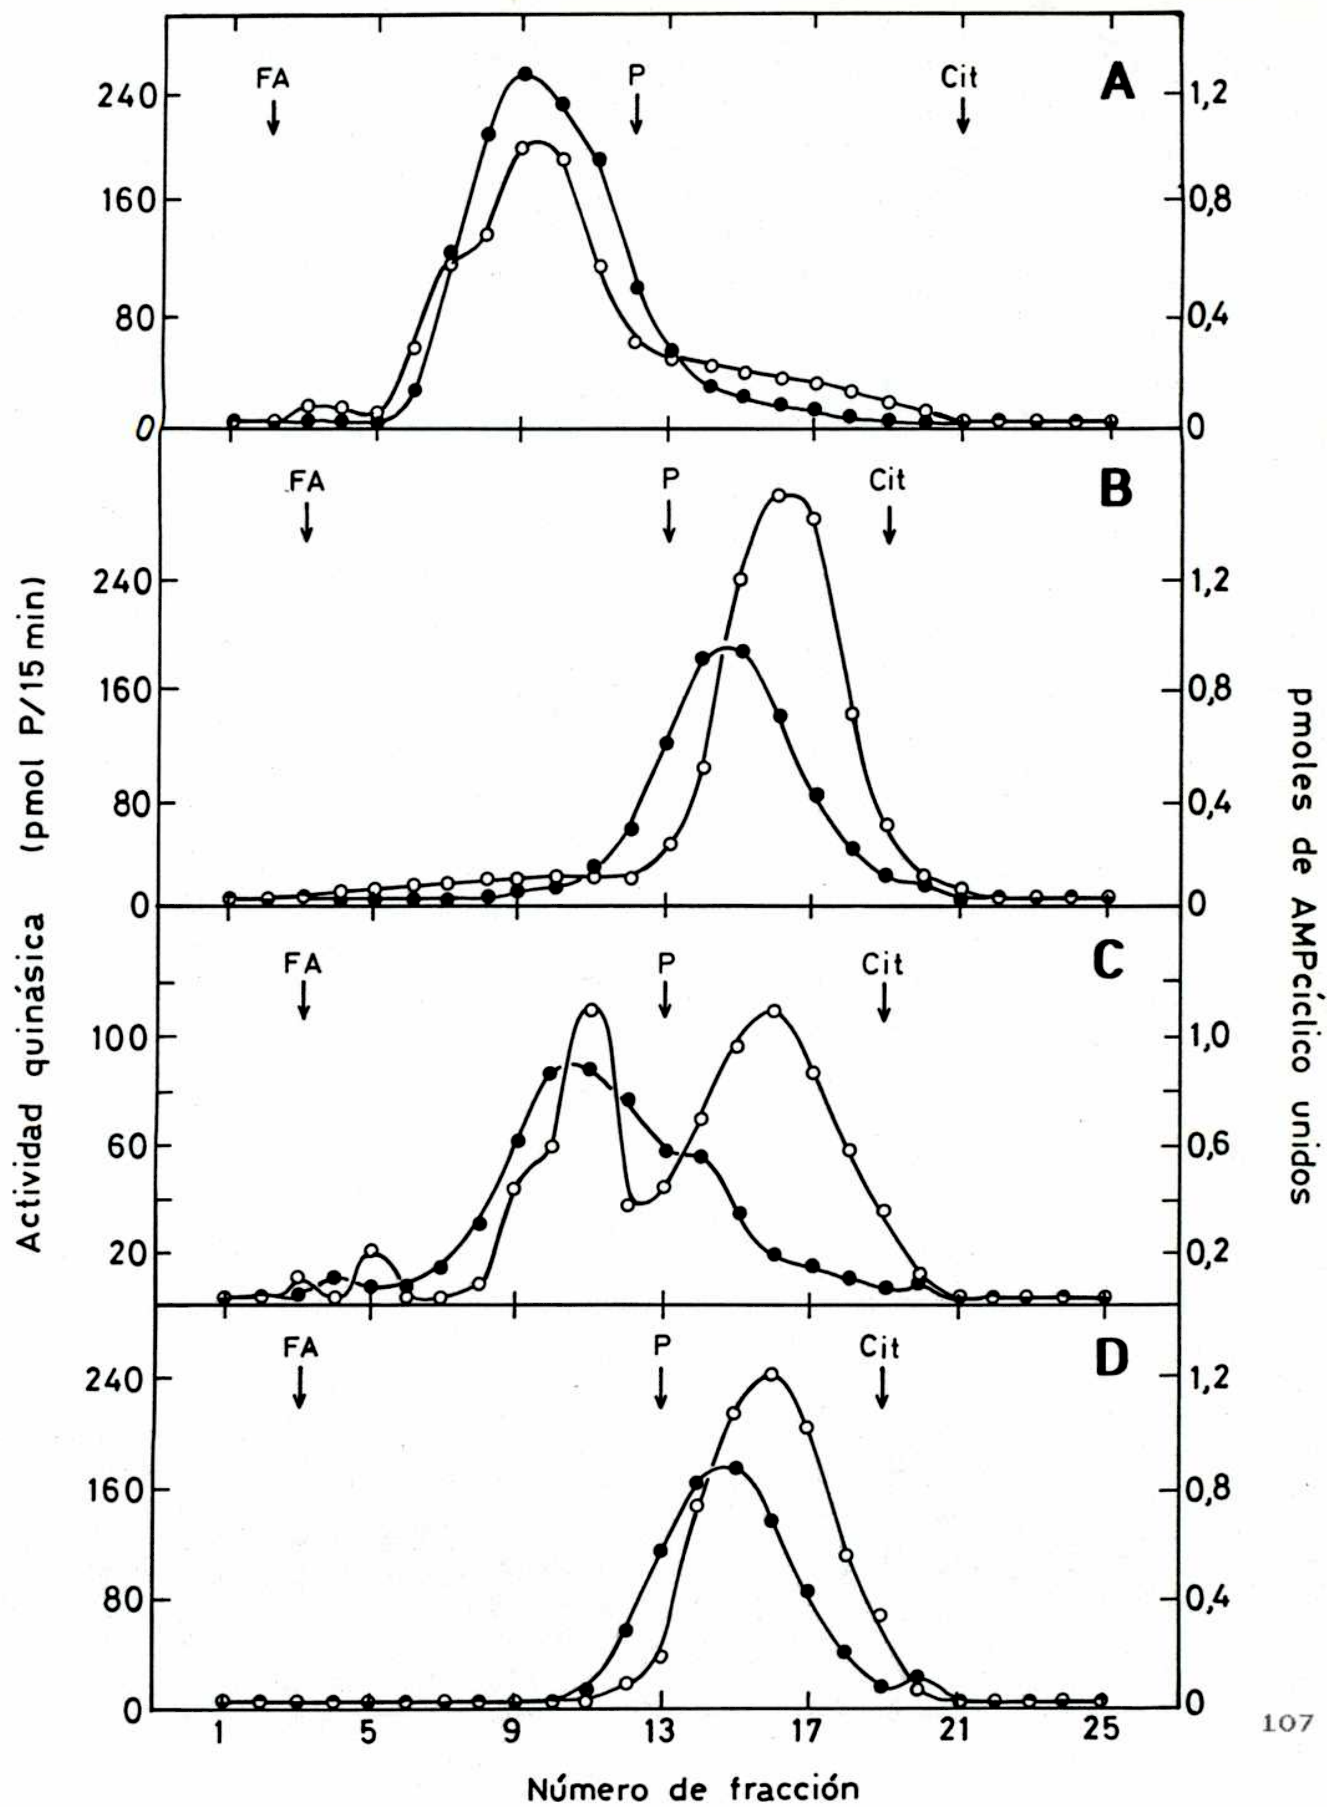 FA P Cit A
240 1,2
160 0,8
80 0,4
0 0
FA P Cit B
240 1,2
160 0,8
80 0,4
0 0
FA P Cit C
100 1,0
60 0,6
20 0,2
FA P Cit D
240 1,2
160 0,8
80 0,4
0 0
1 5 9 13 17 21 25
Número de fracción
Actividad quinásica (pmol P/15 min)
pmoles de AMPcíclico unidos
107